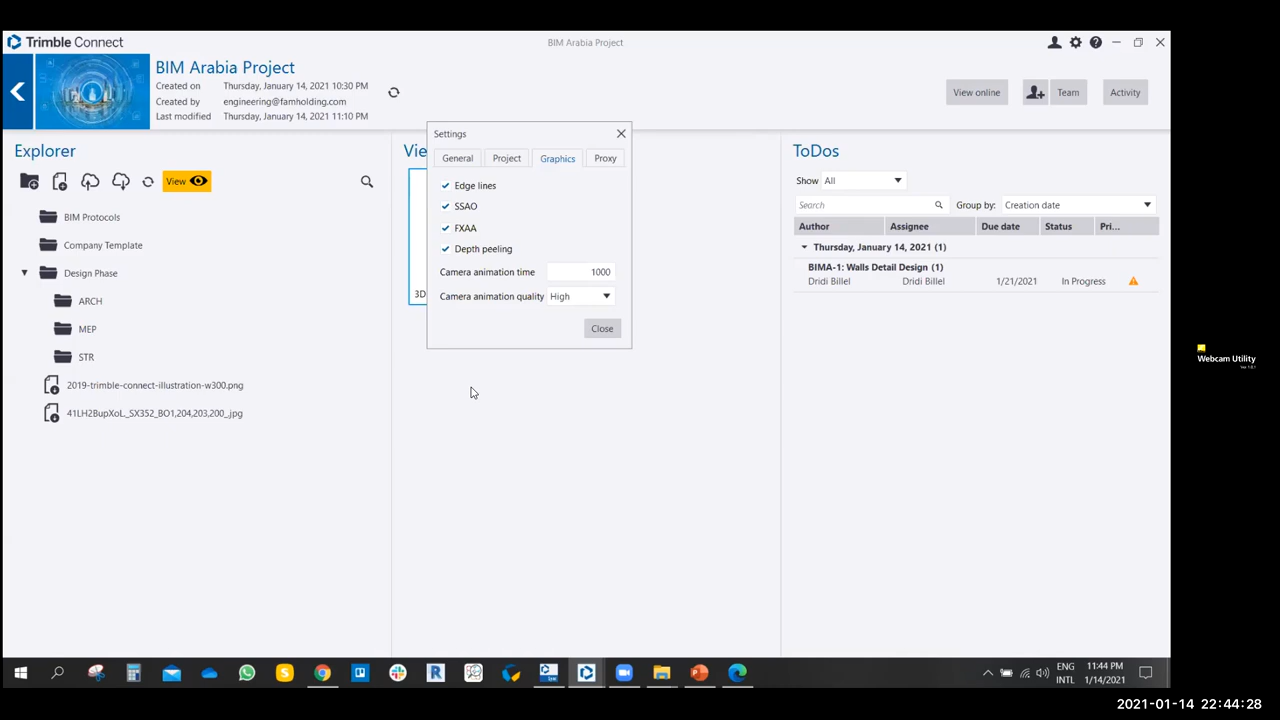 Trimble Connect
BIM Arabia Project
BIM Arabia Project
Created on Thursday, January 14, 2021 10:30 PM
Created by engineering@famholding.com
Last modified Thursday, January 14, 2021 11:10 PM
View online
Team
Activity
Explorer
View
BIM Protocols
Company Template
Design Phase
ARCH
MEP
STR
2019-trimble-connect-illustration-w300.png
41LH2BupXoL_SX352_BO1,204,203,200_.jpg
Vie
3D
Settings
General Project Graphics Proxy
Edge lines
SSAO
FXAA
Depth peeling
Camera animation time 1000
Camera animation quality High
Close
ToDos
Show All
Search Group by: Creation date
Author Assignee Due date Status Pri...
Thursday, January 14, 2021 (1)
BIMA-1: Walls Detail Design (1)
Dridi Billel Dridi Billel 1/21/2021 In Progress
Webcam Utility
ENG 11:44 PM
INTL 1/14/2021
2021-01-14 22:44:28